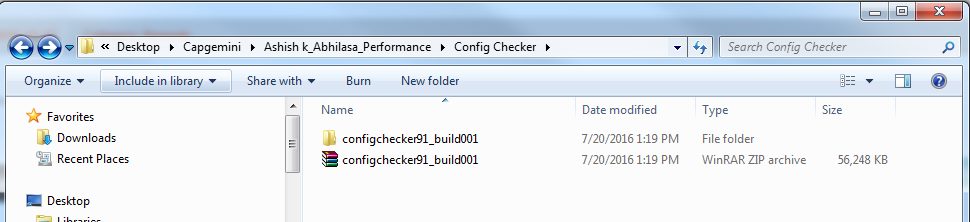 « Desktop ▸ Capgemini ▸ Ashish k_Abhilasa_Performance ▸ Config Checker ▸ Search Config Checker
Organize ▾ Include in library ▾ Share with ▾ Burn New folder
Name Date modified Type Size
Favorites
Downloads
Recent Places
Desktop
Libraries
configchecker91_build001 7/20/2016 1:19 PM File folder
configchecker91_build001 7/20/2016 1:19 PM WinRAR ZIP archive 56,248 KB